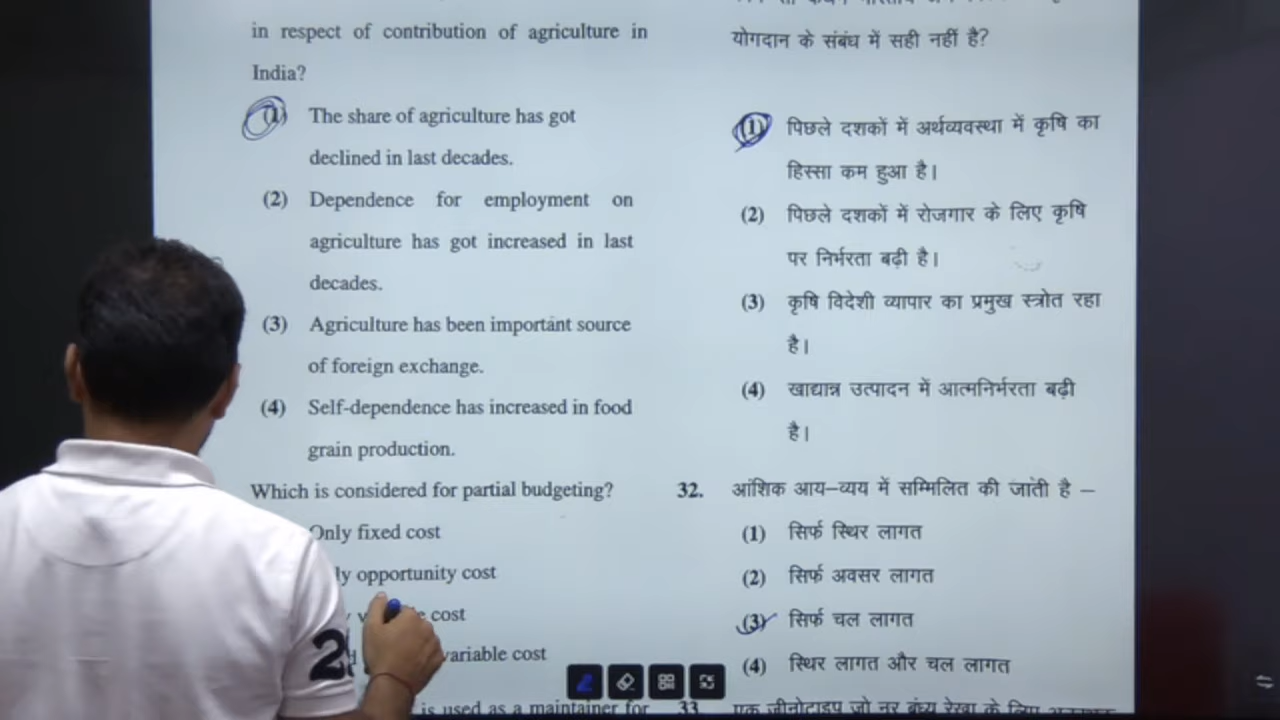 in respect of contribution of agriculture in
India?
(1) The share of agriculture has got
declined in last decades.
(2) Dependence for employment on
agriculture has got increased in last
decades.
(3) Agriculture has been important source
of foreign exchange.
(4) Self-dependence has increased in food
grain production.
Which is considered for partial budgeting?
Only fixed cost
opportunity cost
cost
variable cost
is used as a maintainer for
योगदान के संबंध में सही नहीं है?
(1) पिछले दशकों में अर्थव्यवस्था में कृषि का
हिस्सा कम हुआ है।
(2) पिछले दशकों में रोजगार के लिए कृषि
पर निर्भरता बढ़ी है।
(3) कृषि विदेशी व्यापार का प्रमुख स्त्रोत रहा
है।
(4) खाद्यान्न उत्पादन में आत्मनिर्भरता बढ़ी
है।
32. आंशिक आय–व्यय में सम्मिलित की जाती है –
(1) सिर्फ स्थिर लागत
(2) सिर्फ अवसर लागत
(3) सिर्फ चल लागत
(4) स्थिर लागत और चल लागत
33